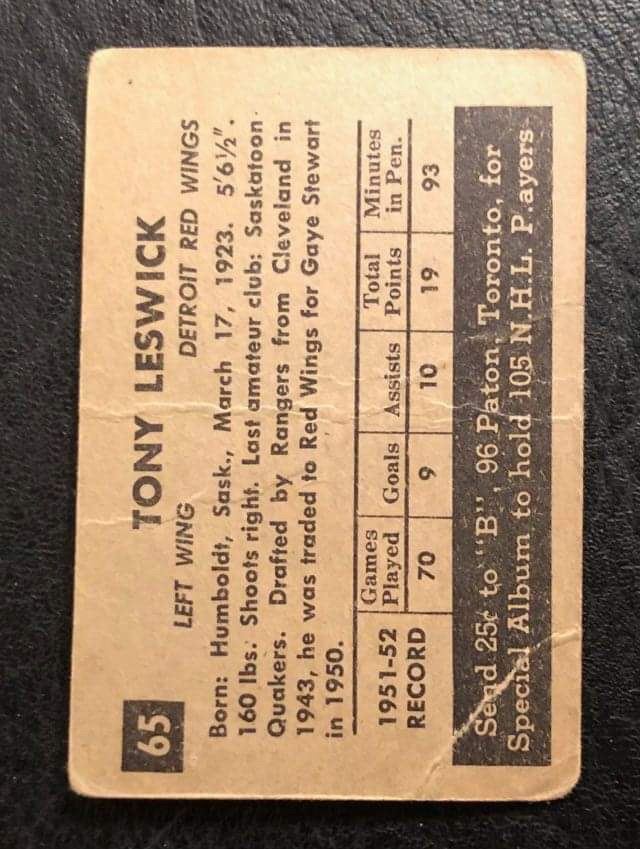 65
TONY LESWICK
LEFT WING DETROIT RED WINGS
Born: Humboldt, Sask., March 17, 1923. 5'6½".
160 lbs. Shoots right. Last amateur club: Saskatoon
Quakers. Drafted by Rangers from Cleveland in
1943, he was traded to Red Wings for Gaye Stewart
in 1950.
1951-52 RECORD
Games Played Goals Assists Total Points Minutes in Pen.
70 9 10 19 93
Send 25¢ to "B", 96 Paton, Toronto, for
Special Album to hold 105 N.H.L. P.ayers